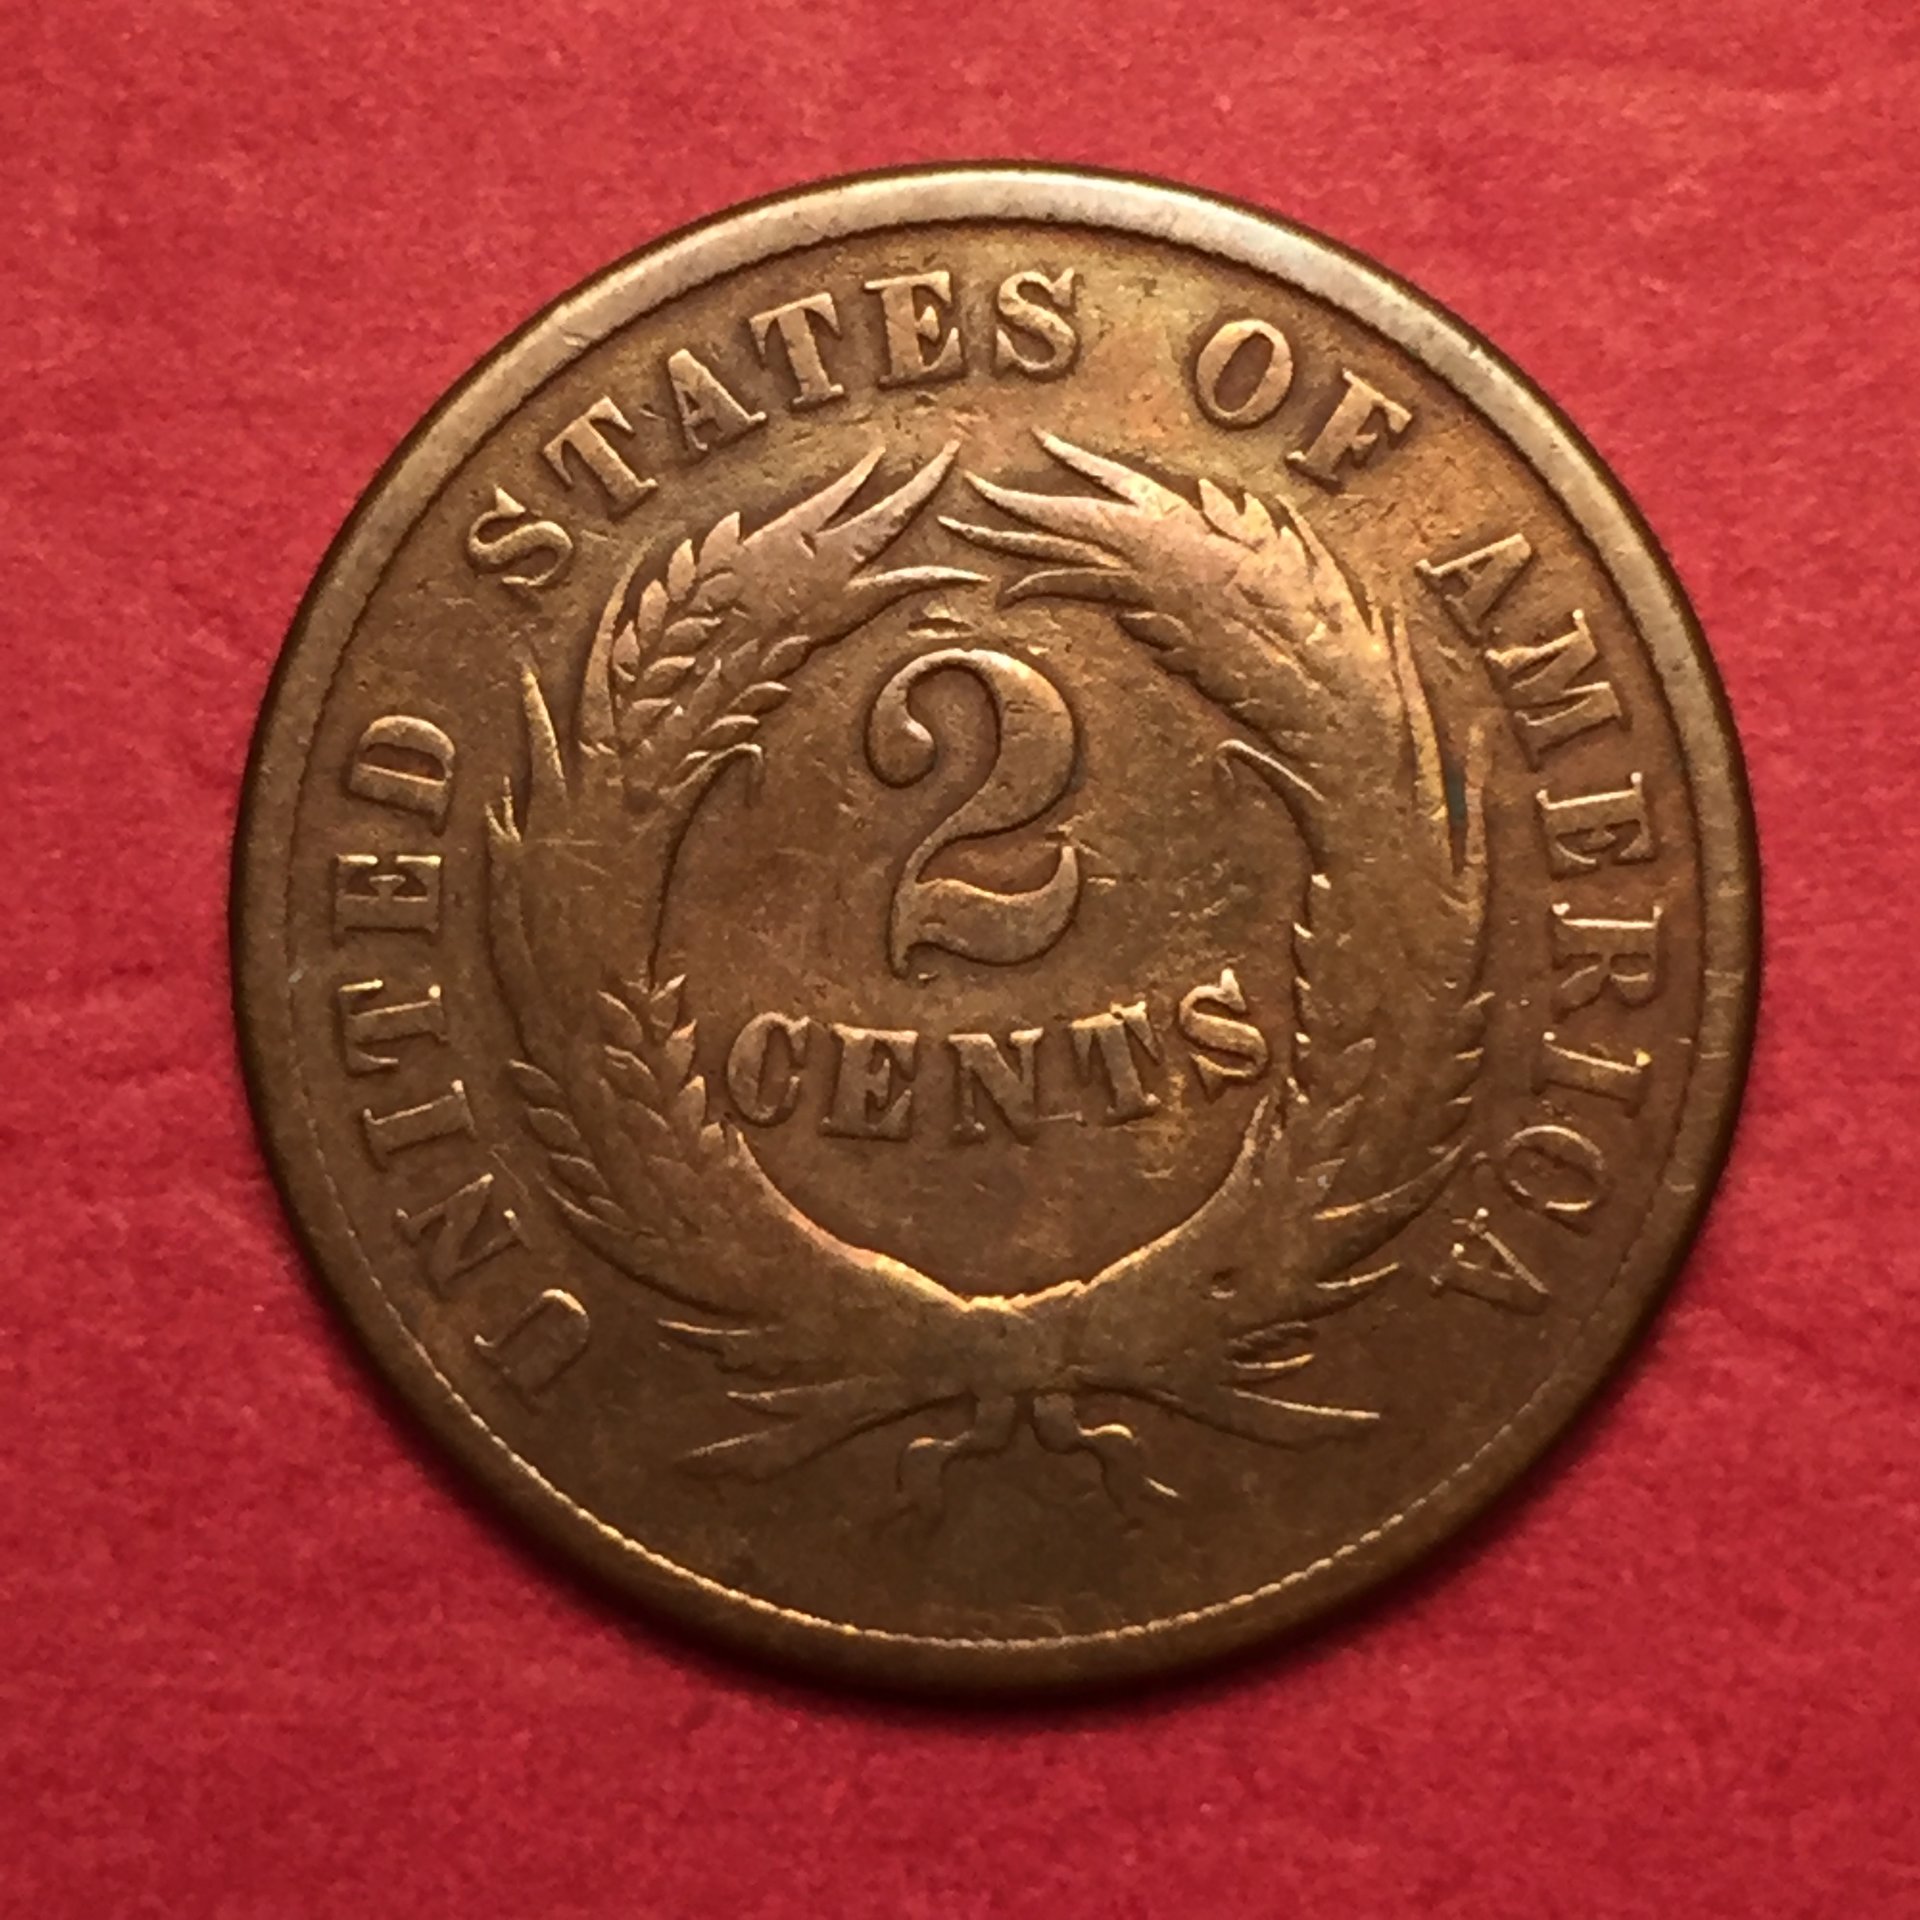 UNITED STATES OF AMERICA
2
CENTS